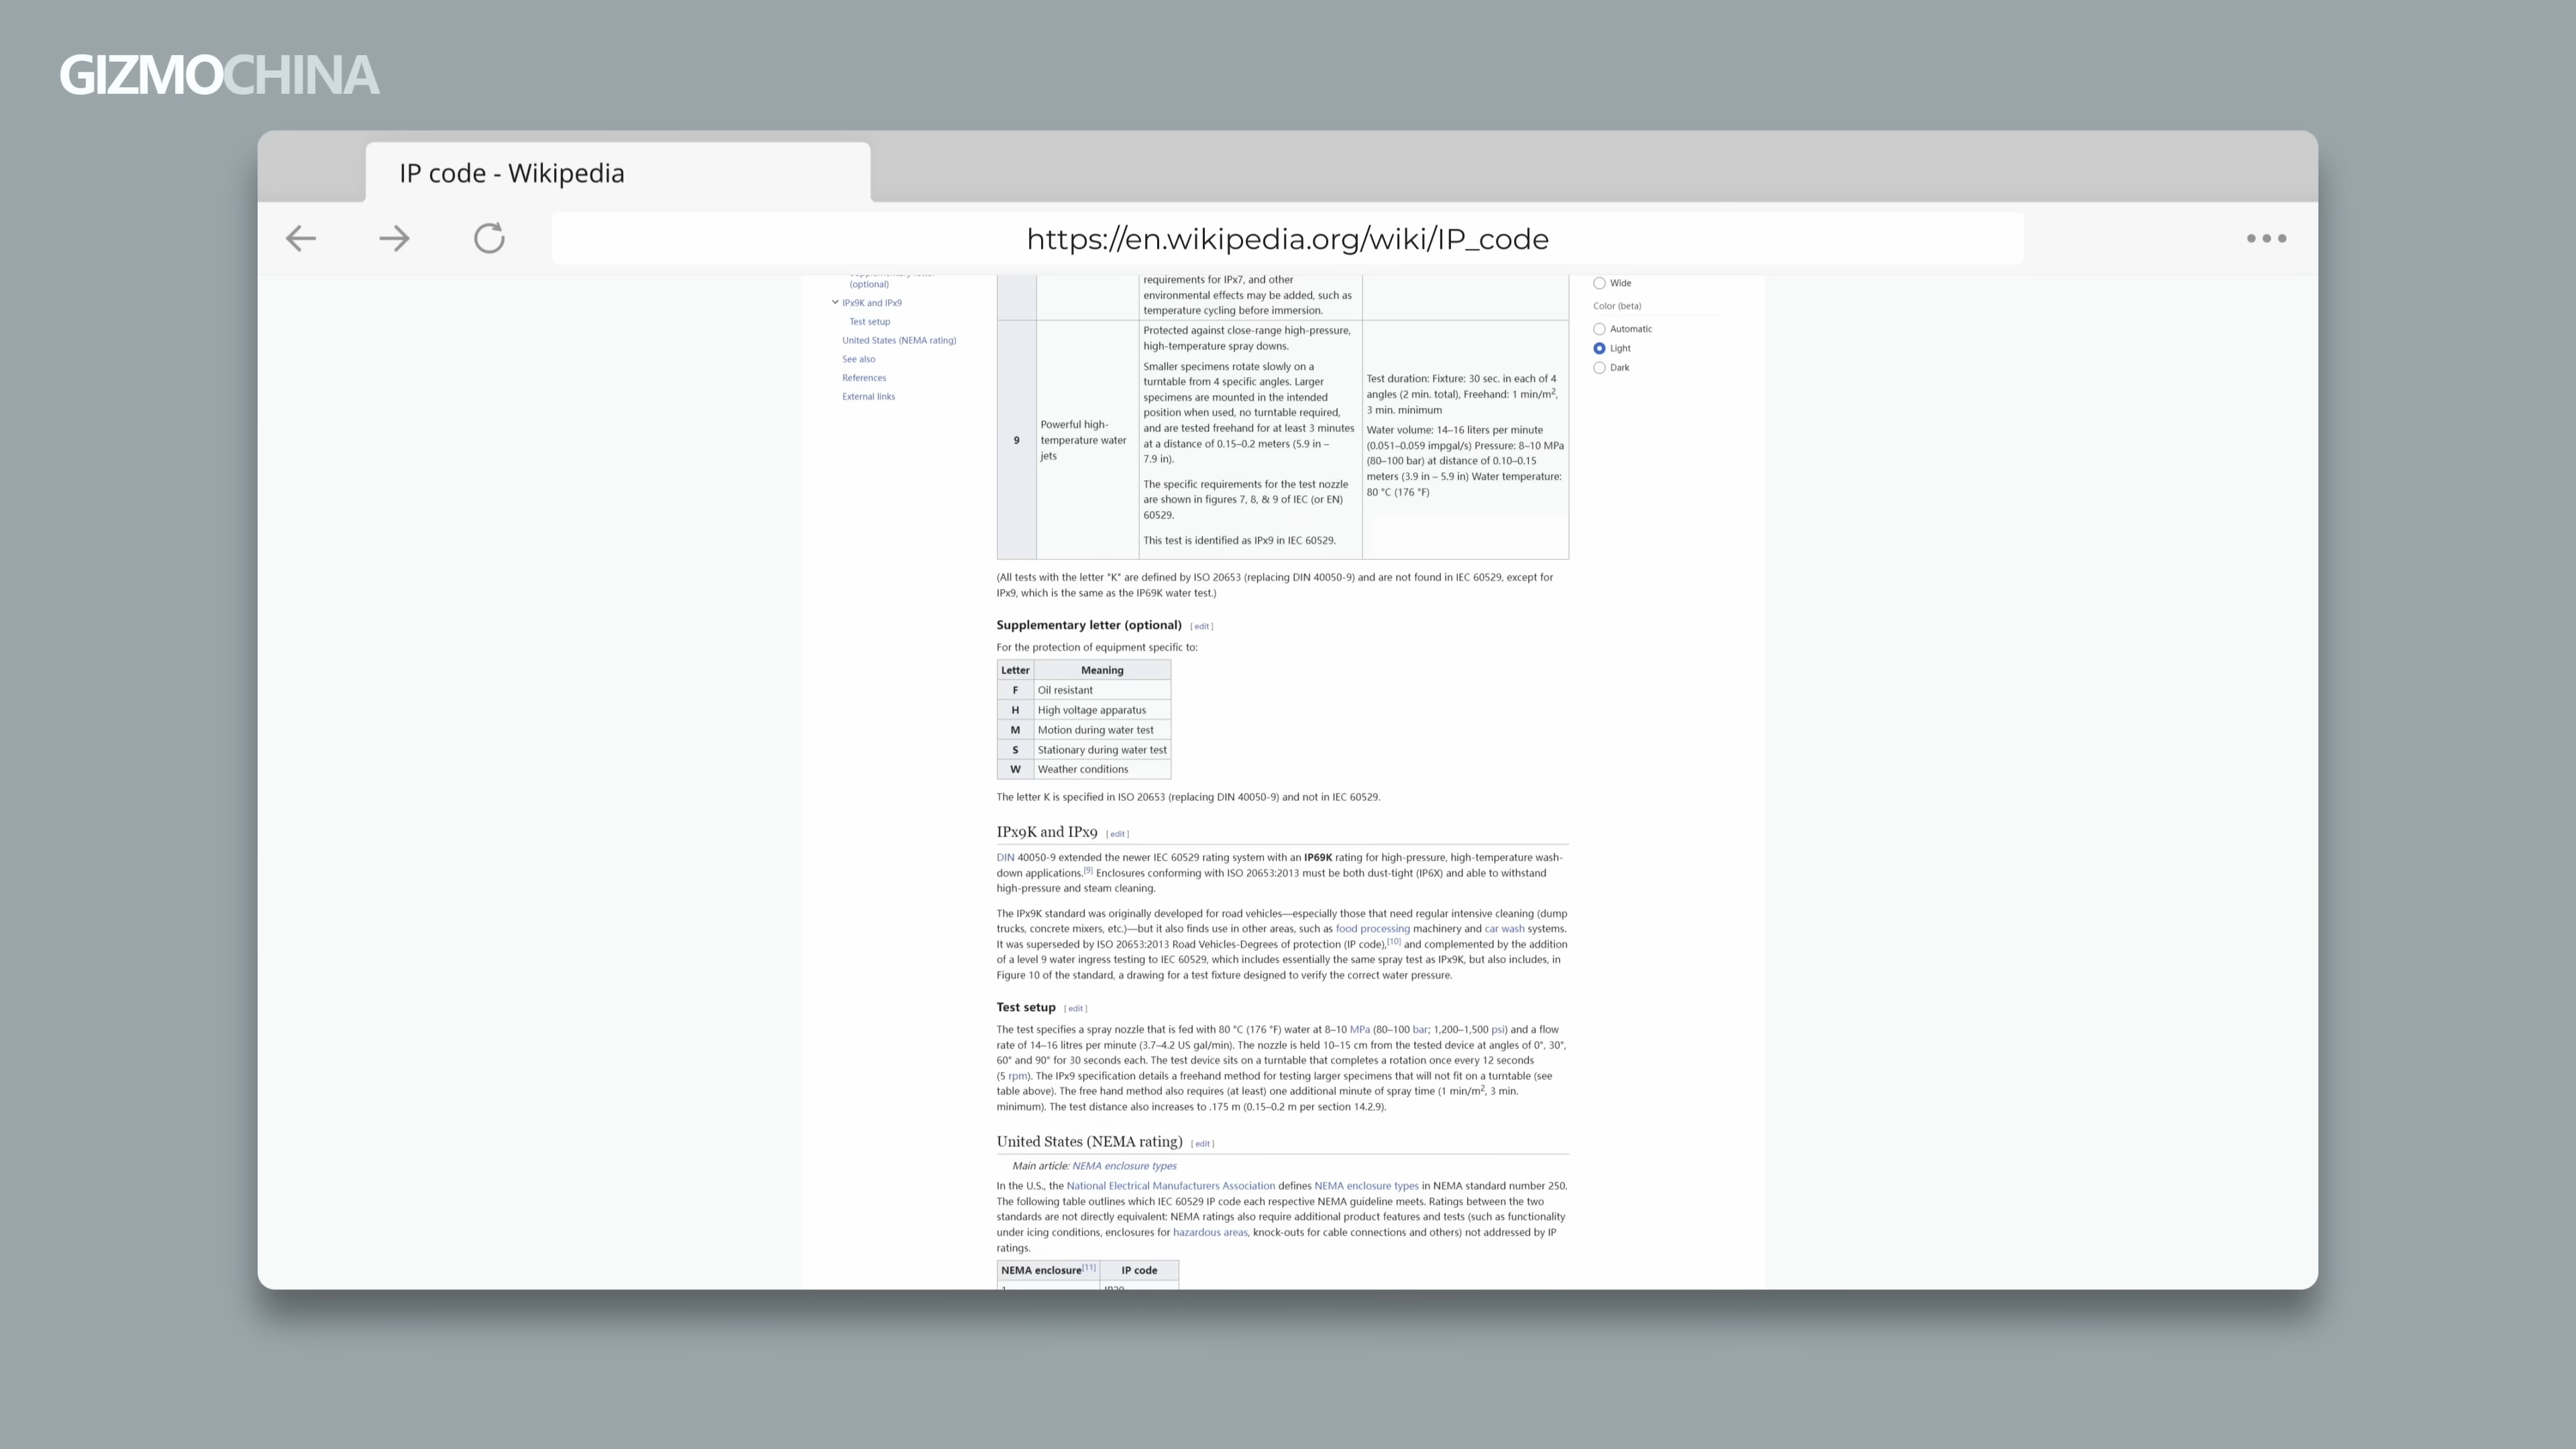 GIZMOCHINA
IP code - Wikipedia
https://en.wikipedia.org/wiki/IP_code
(optional)
IPx9K and IPx9
Test setup
United States (NEMA rating)
See also
References
External links
requirements for IPx7, and other
environmental effects may be added, such as
temperature cycling before immersion.
9
Powerful high-
temperature water
jets
Protected against close-range high-pressure,
high-temperature spray downs.
Smaller specimens rotate slowly on a
turntable from 4 specific angles. Larger
specimens are mounted in the intended
position when used, no turntable required,
and are tested freehand for at least 3 minutes
at a distance of 0.15–0.2 meters (5.9 in –
7.9 in).
The specific requirements for the test nozzle
are shown in figures 7, 8, & 9 of IEC (or EN)
60529.
This test is identified as IPx9 in IEC 60529.
Test duration: Fixture: 30 sec. in each of 4
angles (2 min. total), Freehand: 1 min/m2,
3 min. minimum
Water volume: 14–16 liters per minute
(0.051–0.059 impgal/s) Pressure: 8–10 MPa
(80–100 bar) at distance of 0.10–0.15
meters (3.9 in – 5.9 in) Water temperature:
80 °C (176 °F)
(All tests with the letter "K" are defined by ISO 20653 (replacing DIN 40050-9) and are not found in IEC 60529, except for
IPx9, which is the same as the IP69K water test.)
Supplementary letter (optional) [ edit ]
For the protection of equipment specific to:
Letter Meaning
F Oil resistant
H High voltage apparatus
M Motion during water test
S Stationary during water test
W Weather conditions
The letter K is specified in ISO 20653 (replacing DIN 40050-9) and not in IEC 60529.
IPx9K and IPx9 [ edit ]
DIN 40050-9 extended the newer IEC 60529 rating system with an IP69K rating for high-pressure, high-temperature wash-
down applications.[9] Enclosures conforming with ISO 20653:2013 must be both dust-tight (IP6X) and able to withstand
high-pressure and steam cleaning.
The IPx9K standard was originally developed for road vehicles—especially those that need regular intensive cleaning (dump
trucks, concrete mixers, etc.)—but it also finds use in other areas, such as food processing machinery and car wash systems.
It was superseded by ISO 20653:2013 Road Vehicles-Degrees of protection (IP code),[10] and complemented by the addition
of a level 9 water ingress testing to IEC 60529, which includes essentially the same spray test as IPx9K, but also includes, in
Figure 10 of the standard, a drawing for a test fixture designed to verify the correct water pressure.
Test setup [ edit ]
The test specifies a spray nozzle that is fed with 80 °C (176 °F) water at 8–10 MPa (80–100 bar; 1,200–1,500 psi) and a flow
rate of 14–16 litres per minute (3.7–4.2 US gal/min). The nozzle is held 10–15 cm from the tested device at angles of 0°, 30°,
60° and 90° for 30 seconds each. The test device sits on a turntable that completes a rotation once every 12 seconds
(5 rpm). The IPx9 specification details a freehand method for testing larger specimens that will not fit on a turntable (see
table above). The free hand method also requires (at least) one additional minute of spray time (1 min/m2, 3 min.
minimum). The test distance also increases to .175 m (0.15–0.2 m per section 14.2.9).
United States (NEMA rating) [ edit ]
Main article: NEMA enclosure types
In the U.S., the National Electrical Manufacturers Association defines NEMA enclosure types in NEMA standard number 250.
The following table outlines which IEC 60529 IP code each respective NEMA guideline meets. Ratings between the two
standards are not directly equivalent: NEMA ratings also require additional product features and tests (such as functionality
under icing conditions, enclosures for hazardous areas, knock-outs for cable connections and others) not addressed by IP
ratings.
NEMA enclosure[11] IP code
Wide
Color (beta)
Automatic
Light
Dark